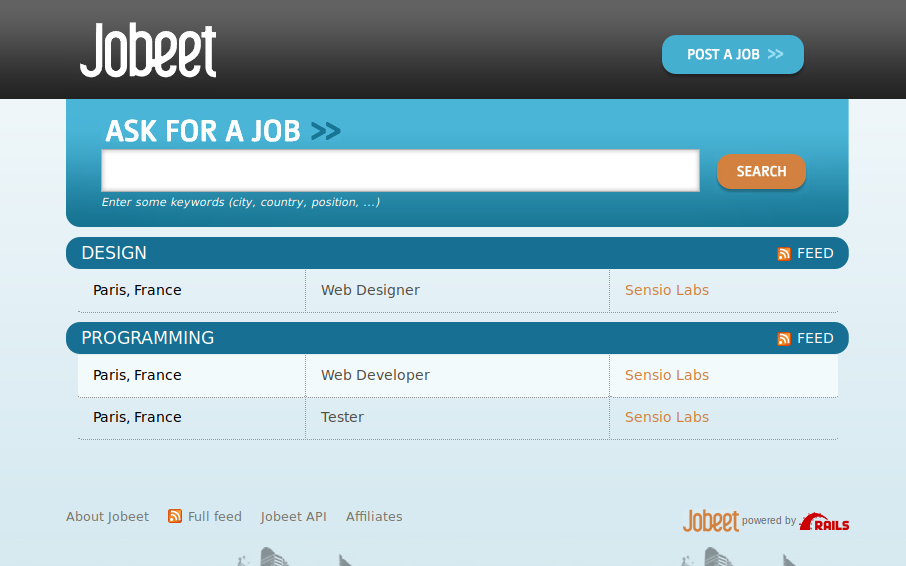 Jobeet
POST A JOB >>
ASK FOR A JOB >>
SEARCH
Enter some keywords (city, country, position, ...)
DESIGN FEED
Paris, France Web Designer Sensio Labs
PROGRAMMING FEED
Paris, France Web Developer Sensio Labs
Paris, France Tester Sensio Labs
About Jobeet Full feed Jobeet API Affiliates Jobeet powered by RAILS